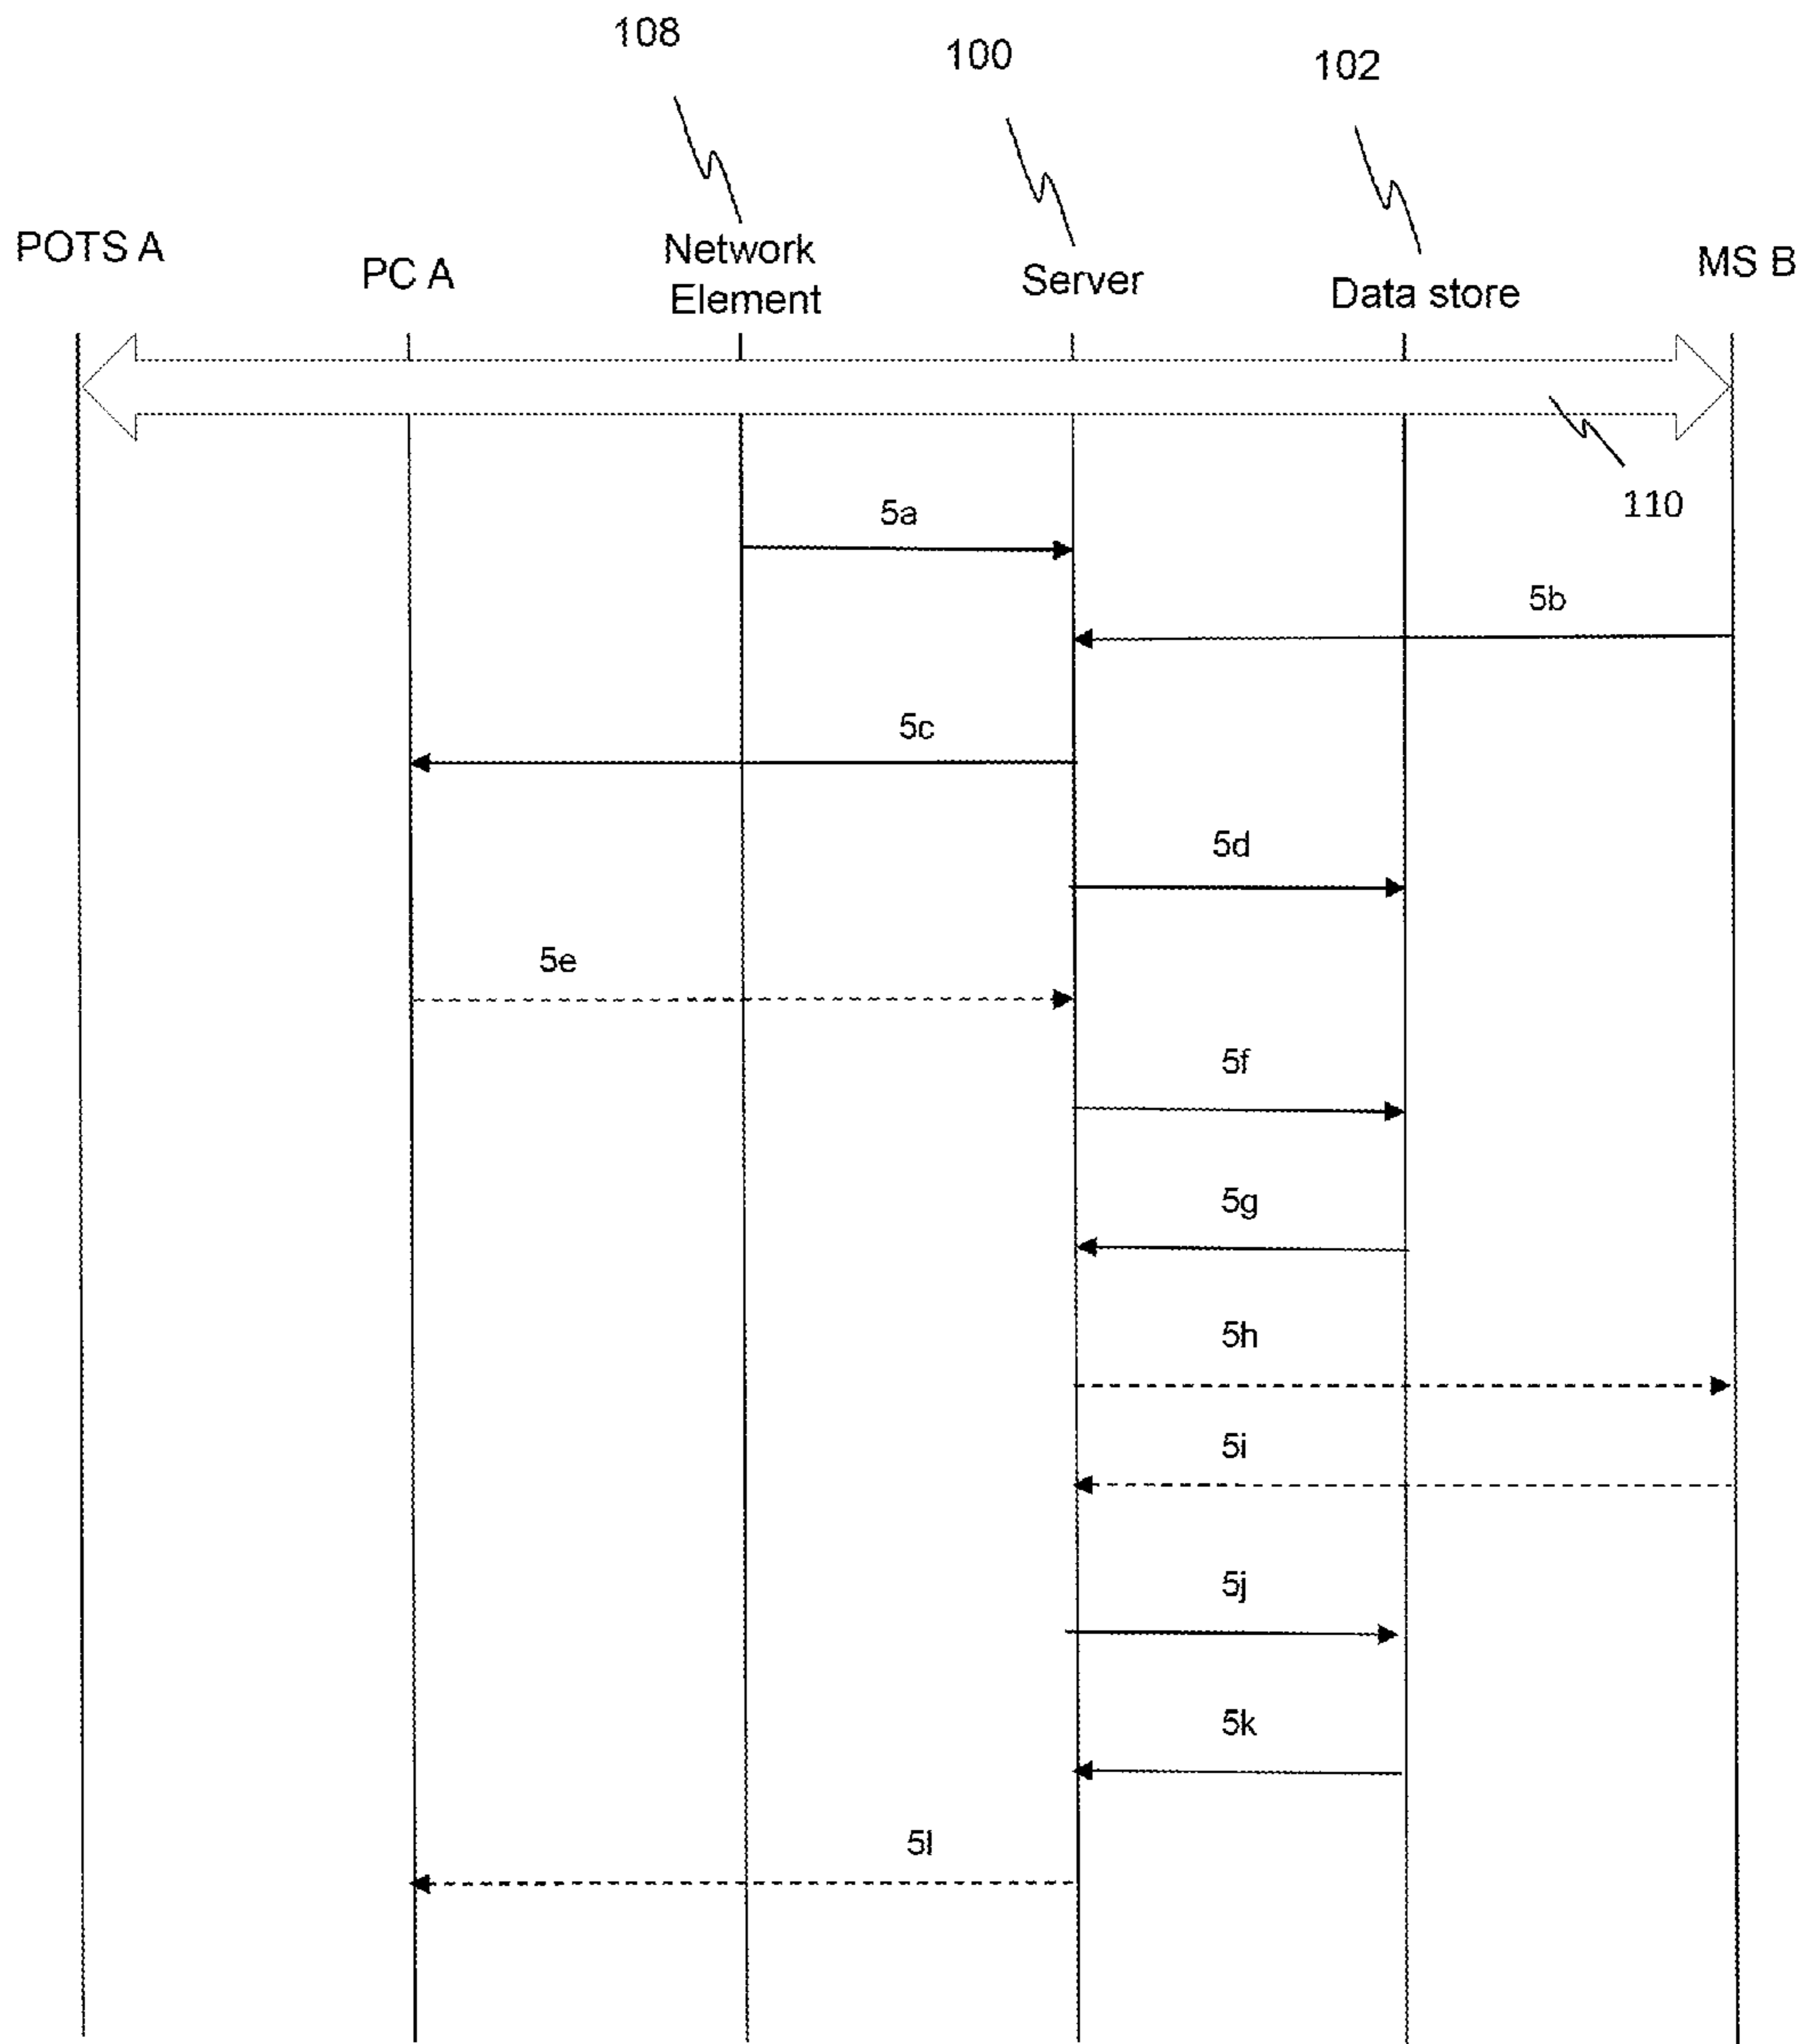 108
100
102
POTS A
PC A
Network
Element
Server
Data store
MS B
110
5a
5b
5c
5d
5e
5f
5g
5h
5i
5j
5k
5l